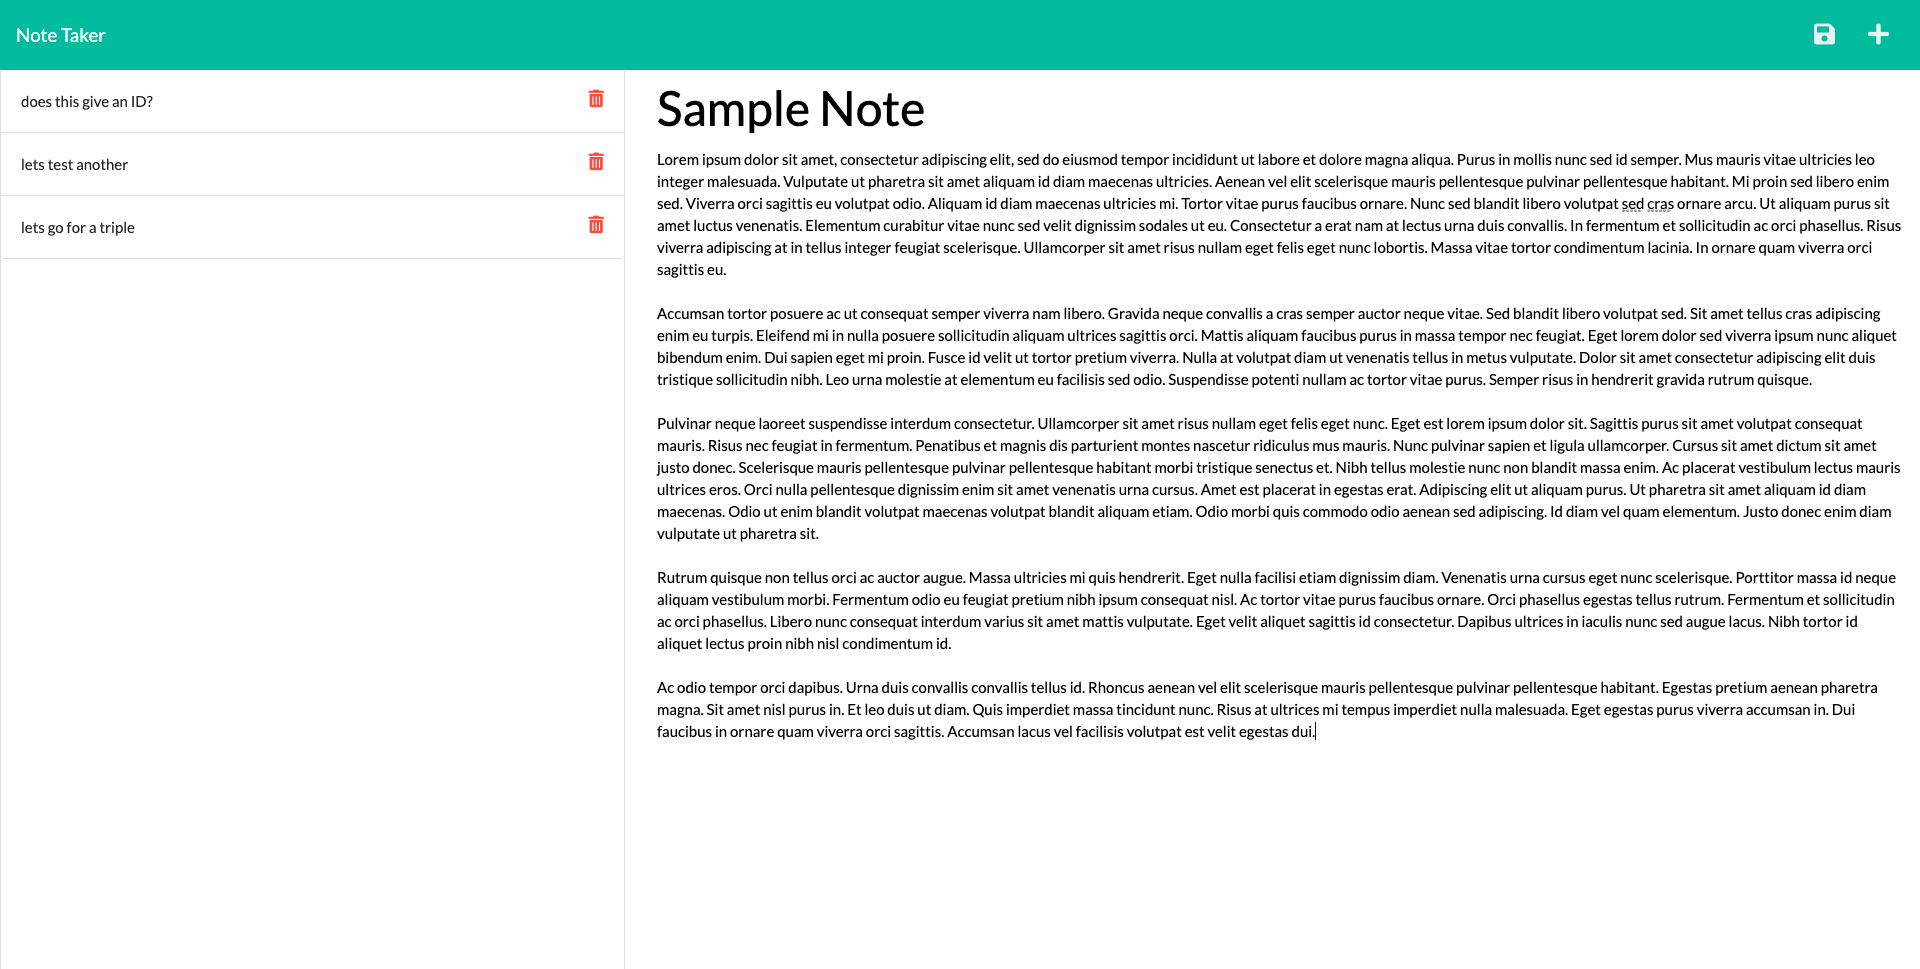 Note Taker
does this give an ID?
lets test another
lets go for a triple
Sample Note
Lorem ipsum dolor sit amet, consectetur adipiscing elit, sed do eiusmod tempor incididunt ut labore et dolore magna aliqua. Purus in mollis nunc sed id semper. Mus mauris vitae ultricies leo
integer malesuada. Vulputate ut pharetra sit amet aliquam id diam maecenas ultricies. Aenean vel elit scelerisque mauris pellentesque pulvinar pellentesque habitant. Mi proin sed libero enim
sed. Viverra orci sagittis eu volutpat odio. Aliquam id diam maecenas ultricies mi. Tortor vitae purus faucibus ornare. Nunc sed blandit libero volutpat sed cras ornare arcu. Ut aliquam purus sit
amet luctus venenatis. Elementum curabitur vitae nunc sed velit dignissim sodales ut eu. Consectetur a erat nam at lectus urna duis convallis. In fermentum et sollicitudin ac orci phasellus. Risus
viverra adipiscing at in tellus integer feugiat scelerisque. Ullamcorper sit amet risus nullam eget felis eget nunc lobortis. Massa vitae tortor condimentum lacinia. In ornare quam viverra orci
sagittis eu.
Accumsan tortor posuere ac ut consequat semper viverra nam libero. Gravida neque convallis a cras semper auctor neque vitae. Sed blandit libero volutpat sed. Sit amet tellus cras adipiscing
enim eu turpis. Eleifend mi in nulla posuere sollicitudin aliquam ultrices sagittis orci. Mattis aliquam faucibus purus in massa tempor nec feugiat. Eget lorem dolor sed viverra ipsum nunc aliquet
bibendum enim. Dui sapien eget mi proin. Fusce id velit ut tortor pretium viverra. Nulla at volutpat diam ut venenatis tellus in metus vulputate. Dolor sit amet consectetur adipiscing elit duis
tristique sollicitudin nibh. Leo urna molestie at elementum eu facilisis sed odio. Suspendisse potenti nullam ac tortor vitae purus. Semper risus in hendrerit gravida rutrum quisque.
Pulvinar neque laoreet suspendisse interdum consectetur. Ullamcorper sit amet risus nullam eget felis eget nunc. Eget est lorem ipsum dolor sit. Sagittis purus sit amet volutpat consequat
mauris. Risus nec feugiat in fermentum. Penatibus et magnis dis parturient montes nascetur ridiculus mus mauris. Nunc pulvinar sapien et ligula ullamcorper. Cursus sit amet dictum sit amet
justo donec. Scelerisque mauris pellentesque pulvinar pellentesque habitant morbi tristique senectus et. Nibh tellus molestie nunc non blandit massa enim. Ac placerat vestibulum lectus mauris
ultrices eros. Orci nulla pellentesque dignissim enim sit amet venenatis urna cursus. Amet est placerat in egestas erat. Adipiscing elit ut aliquam purus. Ut pharetra sit amet aliquam id diam
maecenas. Odio ut enim blandit volutpat maecenas volutpat blandit aliquam etiam. Odio morbi quis commodo odio aenean sed adipiscing. Id diam vel quam elementum. Justo donec enim diam
vulputate ut pharetra sit.
Rutrum quisque non tellus orci ac auctor augue. Massa ultricies mi quis hendrerit. Eget nulla facilisi etiam dignissim diam. Venenatis urna cursus eget nunc scelerisque. Porttitor massa id neque
aliquam vestibulum morbi. Fermentum odio eu feugiat pretium nibh ipsum consequat nisl. Ac tortor vitae purus faucibus ornare. Orci phasellus egestas tellus rutrum. Fermentum et sollicitudin
ac orci phasellus. Libero nunc consequat interdum varius sit amet mattis vulputate. Eget velit aliquet sagittis id consectetur. Dapibus ultrices in iaculis nunc sed augue lacus. Nibh tortor id
aliquet lectus proin nibh nisl condimentum id.
Ac odio tempor orci dapibus. Urna duis convallis convallis tellus id. Rhoncus aenean vel elit scelerisque mauris pellentesque pulvinar pellentesque habitant. Egestas pretium aenean pharetra
magna. Sit amet nisl purus in. Et leo duis ut diam. Quis imperdiet massa tincidunt nunc. Risus at ultrices mi tempus imperdiet nulla malesuada. Eget egestas purus viverra accumsan in. Dui
faucibus in ornare quam viverra orci sagittis. Accumsan lacus vel facilisis volutpat est velit egestas dui.